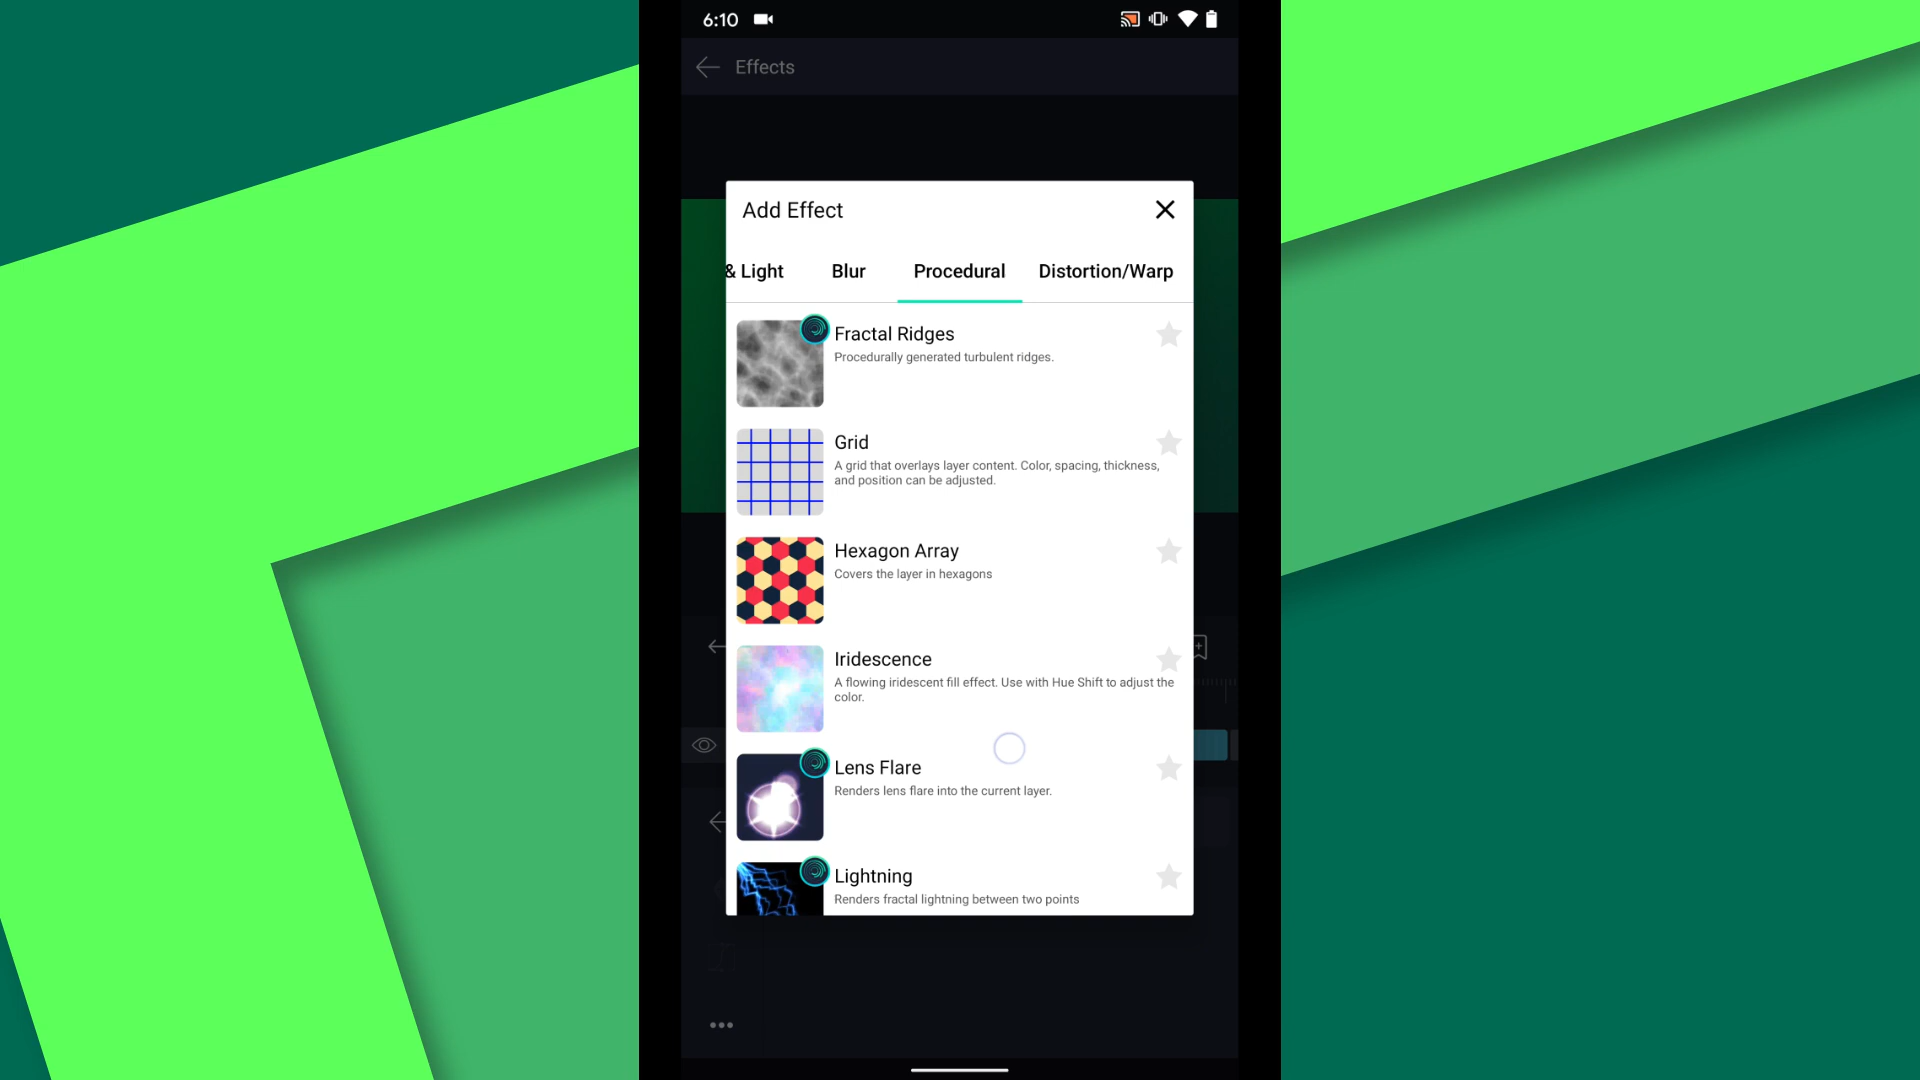 6:10
Effects
Add Effect
& Light
Blur
Procedural
Distortion/Warp
Fractal Ridges
Procedurally generated turbulent ridges.
Grid
A grid that overlays layer content. Color, spacing, thickness,
and position can be adjusted.
Hexagon Array
Covers the layer in hexagons
Iridescence
A flowing iridescent fill effect. Use with Hue Shift to adjust the
color.
Lens Flare
Renders lens flare into the current layer.
Lightning
Renders fractal lightning between two points